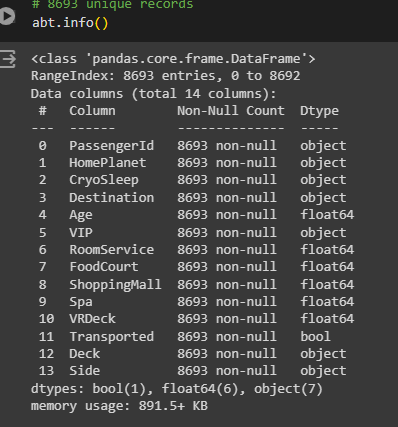 # 8693 unique records
abt.info()
<class 'pandas.core.frame.DataFrame'>
RangeIndex: 8693 entries, 0 to 8692
Data columns (total 14 columns):
 #   Column        Non-Null Count  Dtype
---  ------        --------------  -----
 0   PassengerId   8693 non-null   object
 1   HomePlanet    8693 non-null   object
 2   CryoSleep     8693 non-null   object
 3   Destination   8693 non-null   object
 4   Age           8693 non-null   float64
 5   VIP           8693 non-null   object
 6   RoomService   8693 non-null   float64
 7   FoodCourt     8693 non-null   float64
 8   ShoppingMall  8693 non-null   float64
 9   Spa           8693 non-null   float64
 10  VRDeck        8693 non-null   float64
 11  Transported   8693 non-null   bool
 12  Deck          8693 non-null   object
 13  Side          8693 non-null   object
dtypes: bool(1), float64(6), object(7)
memory usage: 891.5+ KB